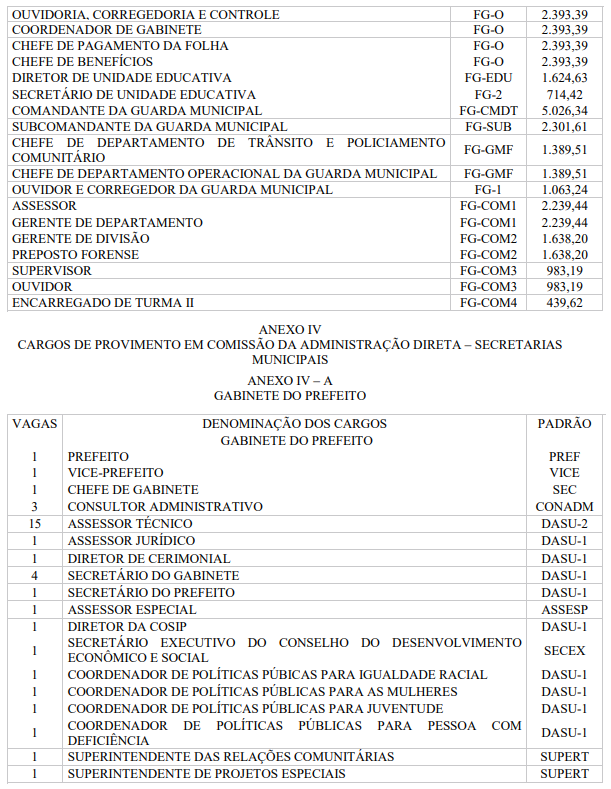 OUVIDORIA, CORREGEDORIA E CONTROLE FG-O 2.393,39
COORDENADOR DE GABINETE FG-O 2.393,39
CHEFE DE PAGAMENTO DA FOLHA FG-O 2.393,39
CHEFE DE BENEFÍCIOS FG-O 2.393,39
DIRETOR DE UNIDADE EDUCATIVA FG-EDU 1.624,63
SECRETÁRIO DE UNIDADE EDUCATIVA FG-2 714,42
COMANDANTE DA GUARDA MUNICIPAL FG-CMDT 5.026,34
SUBCOMANDANTE DA GUARDA MUNICIPAL FG-SUB 2.301,61
CHEFE DE DEPARTAMENTO DE TRÂNSITO E POLICIAMENTO
COMUNITÁRIO FG-GMF 1.389,51
CHEFE DE DEPARTAMENTO OPERACIONAL DA GUARDA MUNICIPAL FG-GMF 1.389,51
OUVIDOR E CORREGEDOR DA GUARDA MUNICIPAL FG-1 1.063,24
ASSESSOR FG-COM1 2.239,44
GERENTE DE DEPARTAMENTO FG-COM1 2.239,44
GERENTE DE DIVISÃO FG-COM2 1.638,20
PREPOSTO FORENSE FG-COM2 1.638,20
SUPERVISOR FG-COM3 983,19
OUVIDOR FG-COM3 983,19
ENCARREGADO DE TURMA II FG-COM4 439,62
ANEXO IV
CARGOS DE PROVIMENTO EM COMISSÃO DA ADMINISTRAÇÃO DIRETA – SECRETARIAS
MUNICIPAIS
ANEXO IV – A
GABINETE DO PREFEITO
VAGAS DENOMINAÇÃO DOS CARGOS PADRÃO
GABINETE DO PREFEITO
1 PREFEITO PREF
1 VICE-PREFEITO VICE
1 CHEFE DE GABINETE SEC
3 CONSULTOR ADMINISTRATIVO CONADM
15 ASSESSOR TÉCNICO DASU-2
1 ASSESSOR JURÍDICO DASU-1
1 DIRETOR DE CERIMONIAL DASU-1
4 SECRETÁRIO DO GABINETE DASU-1
1 SECRETÁRIO DO PREFEITO DASU-1
1 ASSESSOR ESPECIAL ASSESP
1 DIRETOR DA COSIP DASU-1
1 SECRETÁRIO EXECUTIVO DO CONSELHO DO DESENVOLVIMENTO
ECONÔMICO E SOCIAL SECEX
1 COORDENADOR DE POLÍTICAS PÚBICAS PARA IGUALDADE RACIAL DASU-1
1 COORDENADOR DE POLÍTICAS PÚBLICAS PARA AS MULHERES DASU-1
1 COORDENADOR DE POLÍTICAS PÚBLICAS PARA JUVENTUDE DASU-1
1 COORDENADOR DE POLÍTICAS PÚBLICAS PARA PESSOA COM
DEFICIÊNCIA DASU-1
1 SUPERINTENDENTE DAS RELAÇÕES COMUNITÁRIAS SUPERT
1 SUPERINTENDENTE DE PROJETOS ESPECIAIS SUPERT